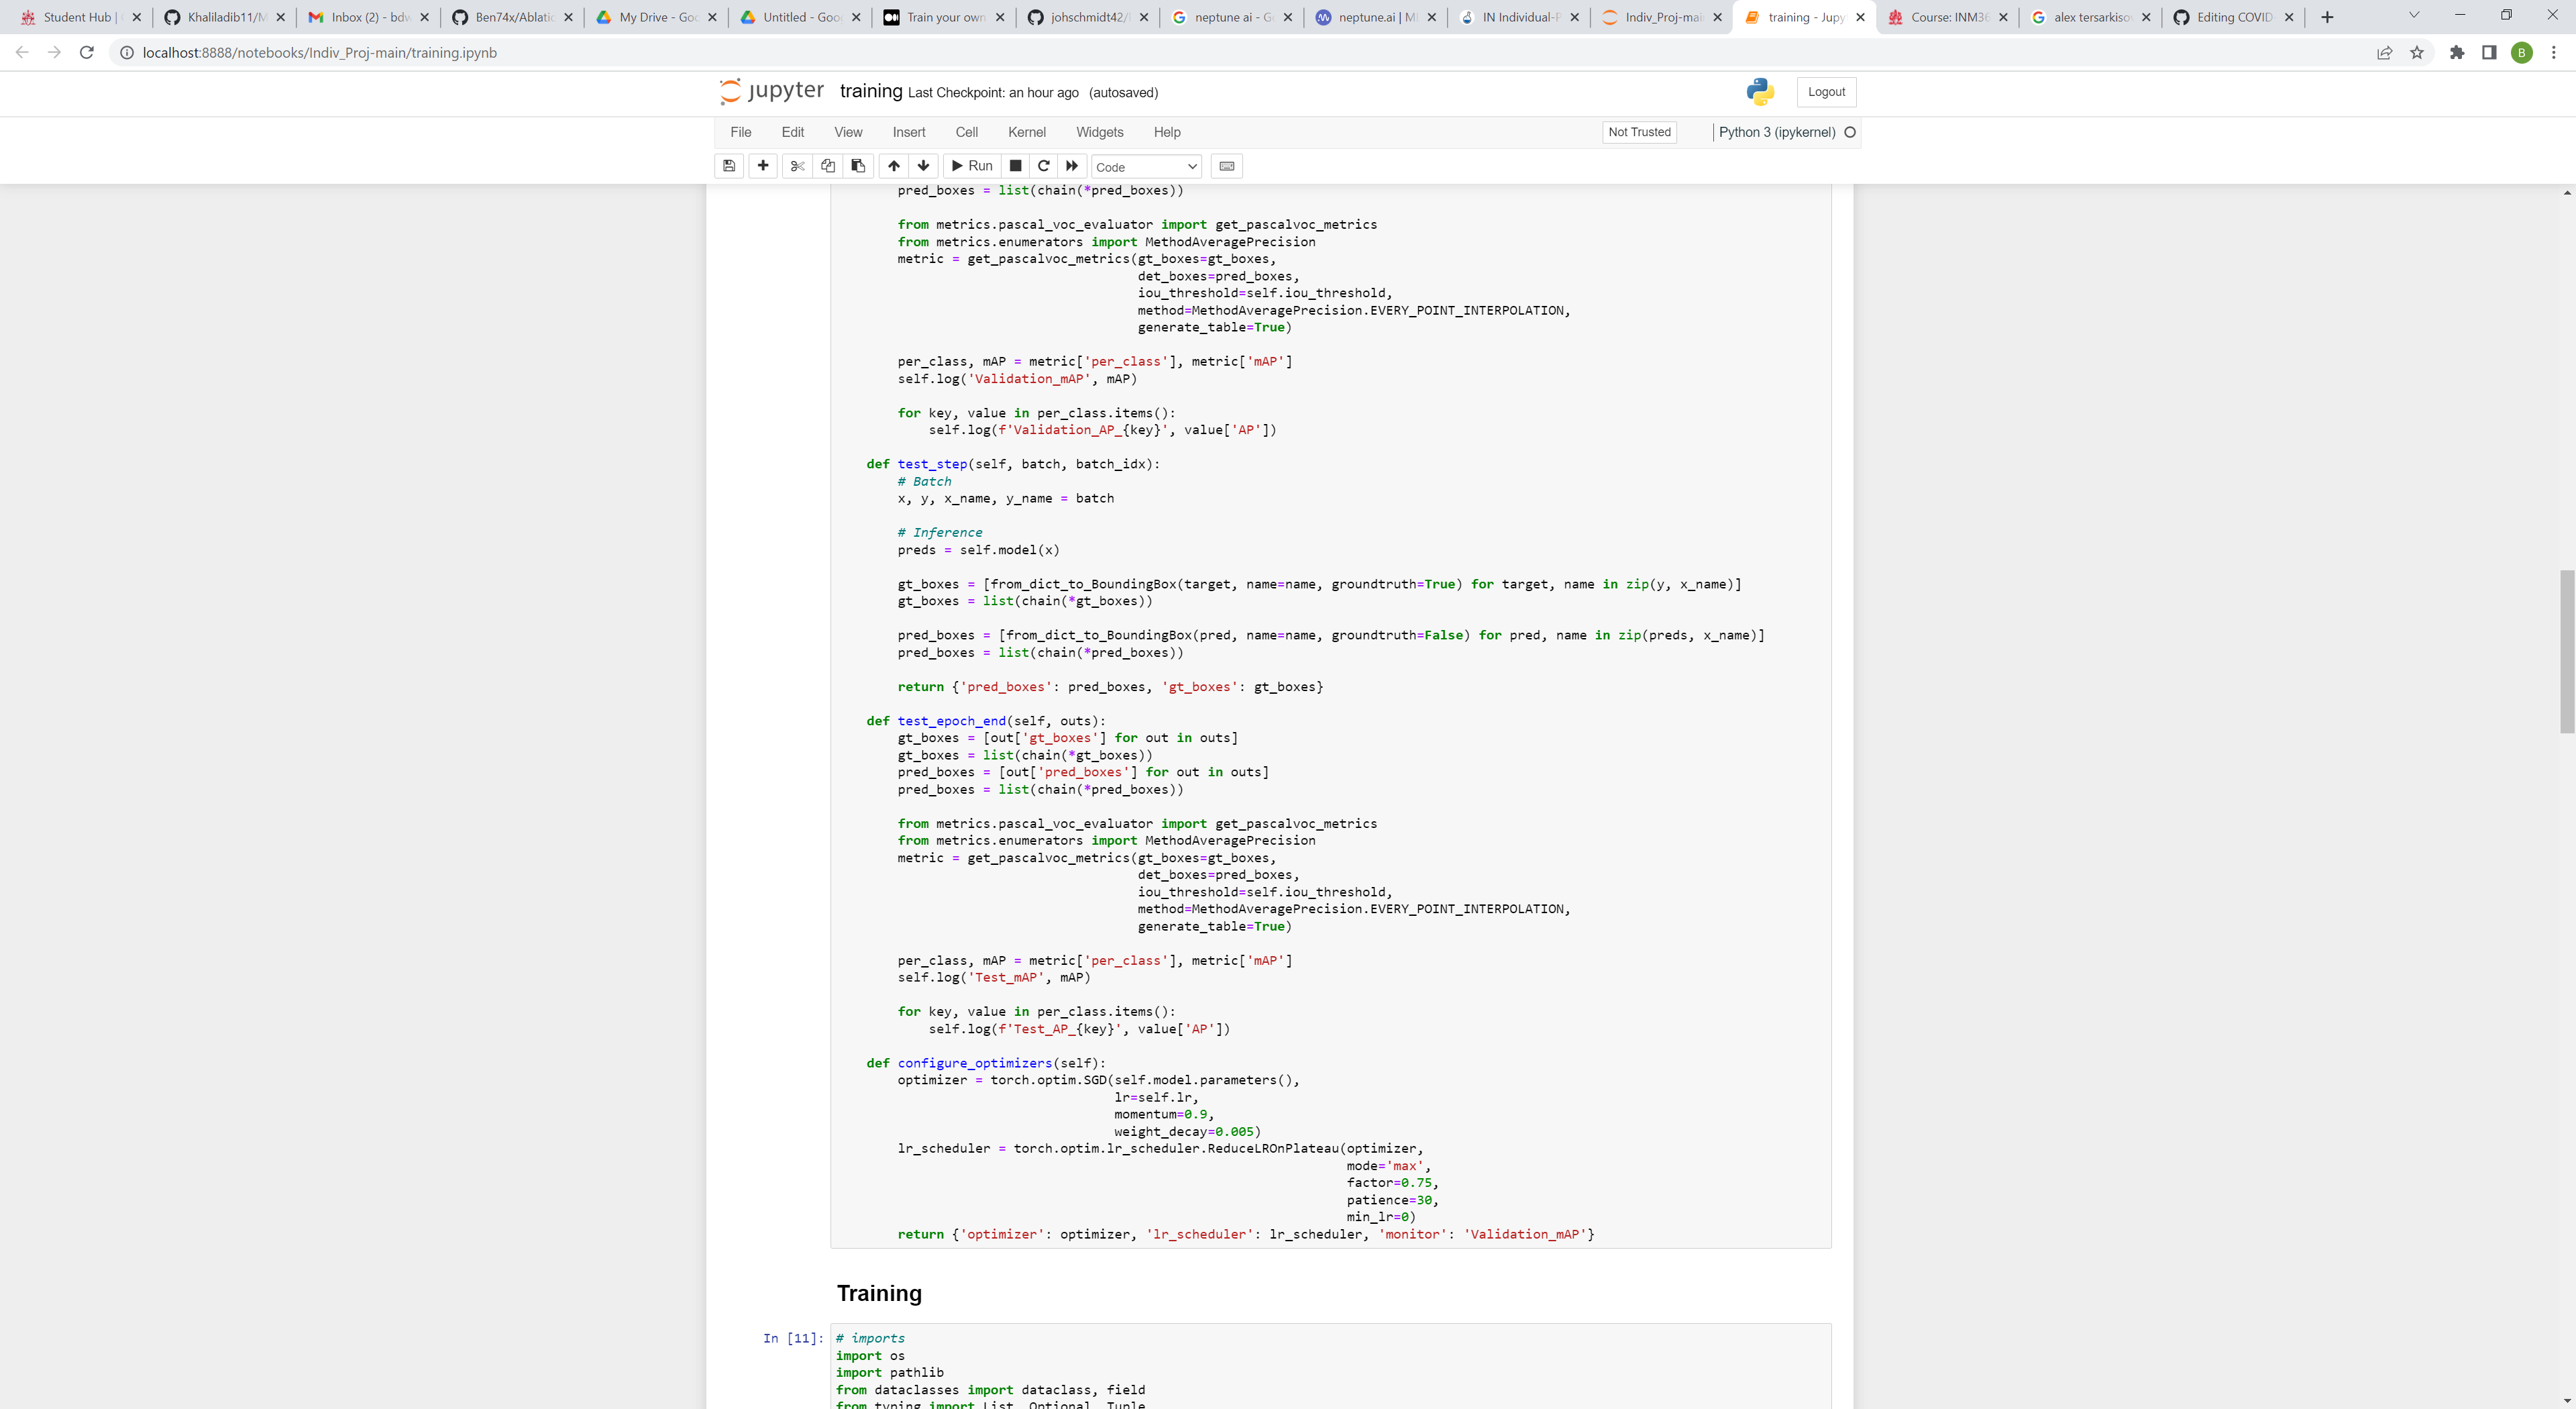 Student Hub |
Khaliladib11/M
Inbox (2) - bdw
Ben74x/Ablatic
My Drive - Goo
Untitled - Goo
Train your own
johschmidt42/
neptune ai - G
neptune.ai | M
IN Individual-P
Indiv_Proj-mai
training - Jupy
Course: INM36
alex tersarkiso
Editing COVID
localhost:8888/notebooks/Indiv_Proj-main/training.ipynb
B
jupyter training Last Checkpoint: an hour ago (autosaved)
Logout
File Edit View Insert Cell Kernel Widgets Help
Not Trusted
Python 3 (ipykernel)
Run
Code
        pred_boxes = list(chain(*pred_boxes))
        from metrics.pascal_voc_evaluator import get_pascalvoc_metrics
        from metrics.enumerators import MethodAveragePrecision
        metric = get_pascalvoc_metrics(gt_boxes=gt_boxes,
                                       det_boxes=pred_boxes,
                                       iou_threshold=self.iou_threshold,
                                       method=MethodAveragePrecision.EVERY_POINT_INTERPOLATION,
                                       generate_table=True)
        per_class, mAP = metric['per_class'], metric['mAP']
        self.log('Validation_mAP', mAP)
        for key, value in per_class.items():
            self.log(f'Validation_AP_{key}', value['AP'])
    def test_step(self, batch, batch_idx):
        # Batch
        x, y, x_name, y_name = batch
        # Inference
        preds = self.model(x)
        gt_boxes = [from_dict_to_BoundingBox(target, name=name, groundtruth=True) for target, name in zip(y, x_name)]
        gt_boxes = list(chain(*gt_boxes))
        pred_boxes = [from_dict_to_BoundingBox(pred, name=name, groundtruth=False) for pred, name in zip(preds, x_name)]
        pred_boxes = list(chain(*pred_boxes))
        return {'pred_boxes': pred_boxes, 'gt_boxes': gt_boxes}
    def test_epoch_end(self, outs):
        gt_boxes = [out['gt_boxes'] for out in outs]
        gt_boxes = list(chain(*gt_boxes))
        pred_boxes = [out['pred_boxes'] for out in outs]
        pred_boxes = list(chain(*pred_boxes))
        from metrics.pascal_voc_evaluator import get_pascalvoc_metrics
        from metrics.enumerators import MethodAveragePrecision
        metric = get_pascalvoc_metrics(gt_boxes=gt_boxes,
                                       det_boxes=pred_boxes,
                                       iou_threshold=self.iou_threshold,
                                       method=MethodAveragePrecision.EVERY_POINT_INTERPOLATION,
                                       generate_table=True)
        per_class, mAP = metric['per_class'], metric['mAP']
        self.log('Test_mAP', mAP)
        for key, value in per_class.items():
            self.log(f'Test_AP_{key}', value['AP'])
    def configure_optimizers(self):
        optimizer = torch.optim.SGD(self.model.parameters(),
                                    lr=self.lr,
                                    momentum=0.9,
                                    weight_decay=0.005)
        lr_scheduler = torch.optim.lr_scheduler.ReduceLROnPlateau(optimizer,
                                                                  mode='max',
                                                                  factor=0.75,
                                                                  patience=30,
                                                                  min_lr=0)
        return {'optimizer': optimizer, 'lr_scheduler': lr_scheduler, 'monitor': 'Validation_mAP'}
Training
In [11]:
# imports
import os
import pathlib
from dataclasses import dataclass, field
from typing import List, Optional, Tuple